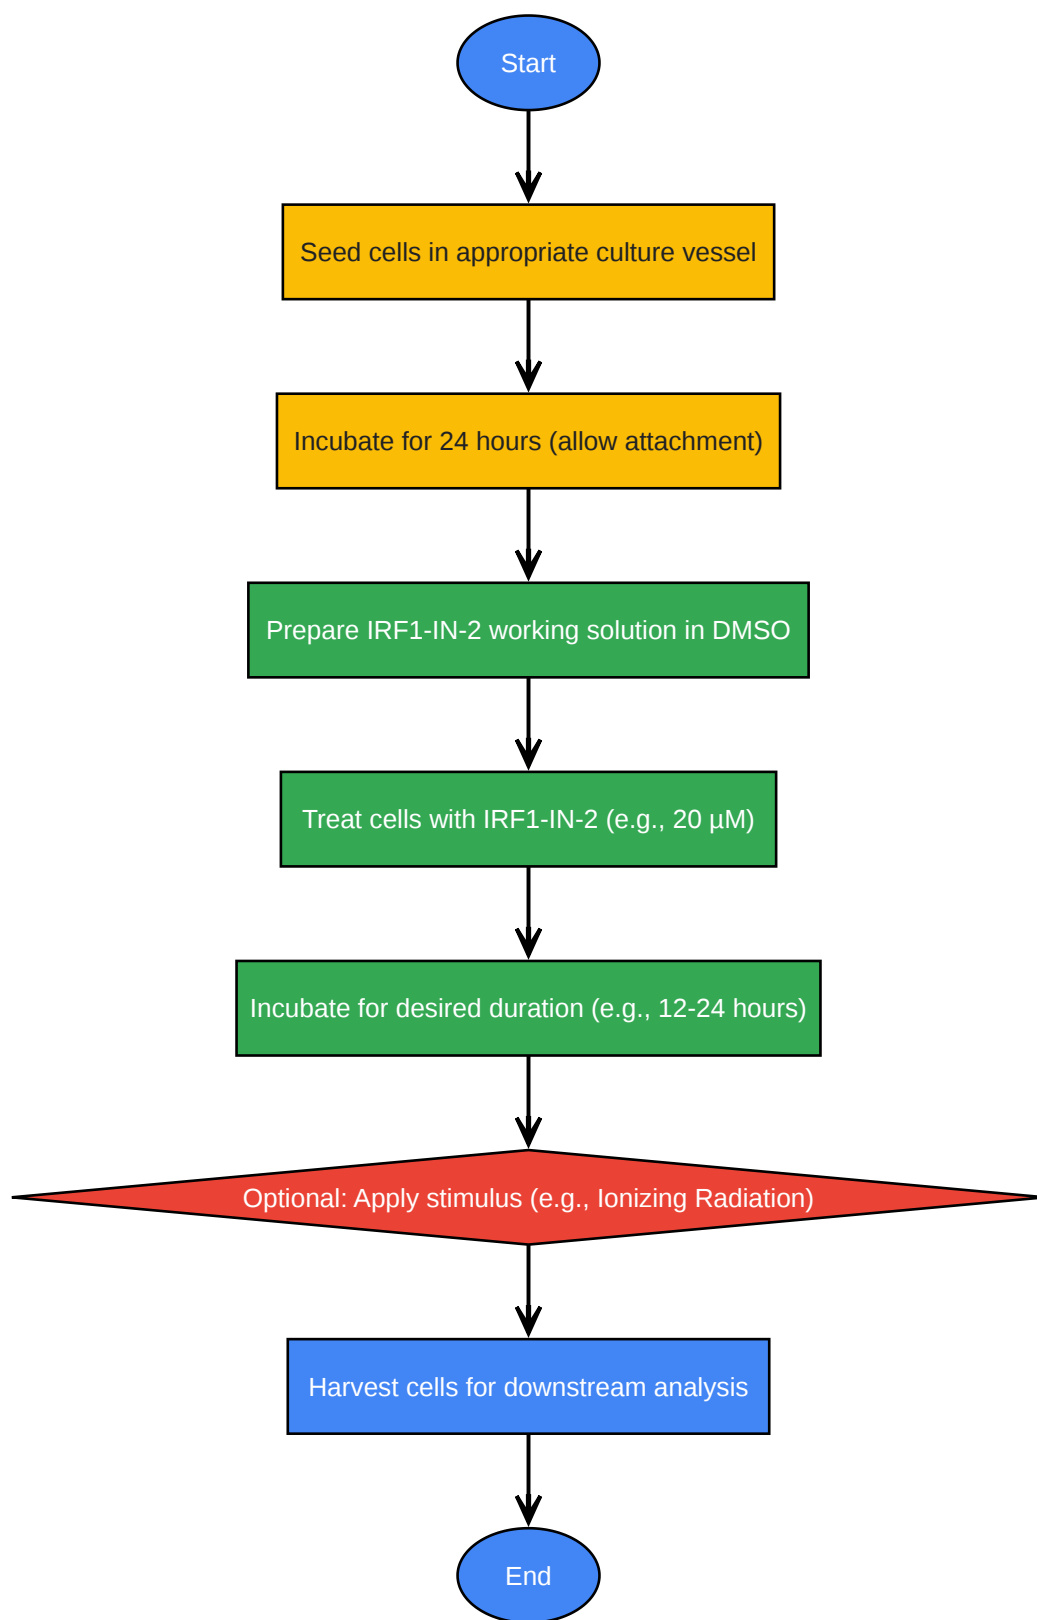 Start
Seed cells in appropriate culture vessel
Incubate for 24 hours (allow attachment)
Prepare IRF1-IN-2 working solution in DMSO
Treat cells with IRF1-IN-2 (e.g., 20 µM)
Incubate for desired duration (e.g., 12-24 hours)
Optional: Apply stimulus (e.g., Ionizing Radiation)
Harvest cells for downstream analysis
End